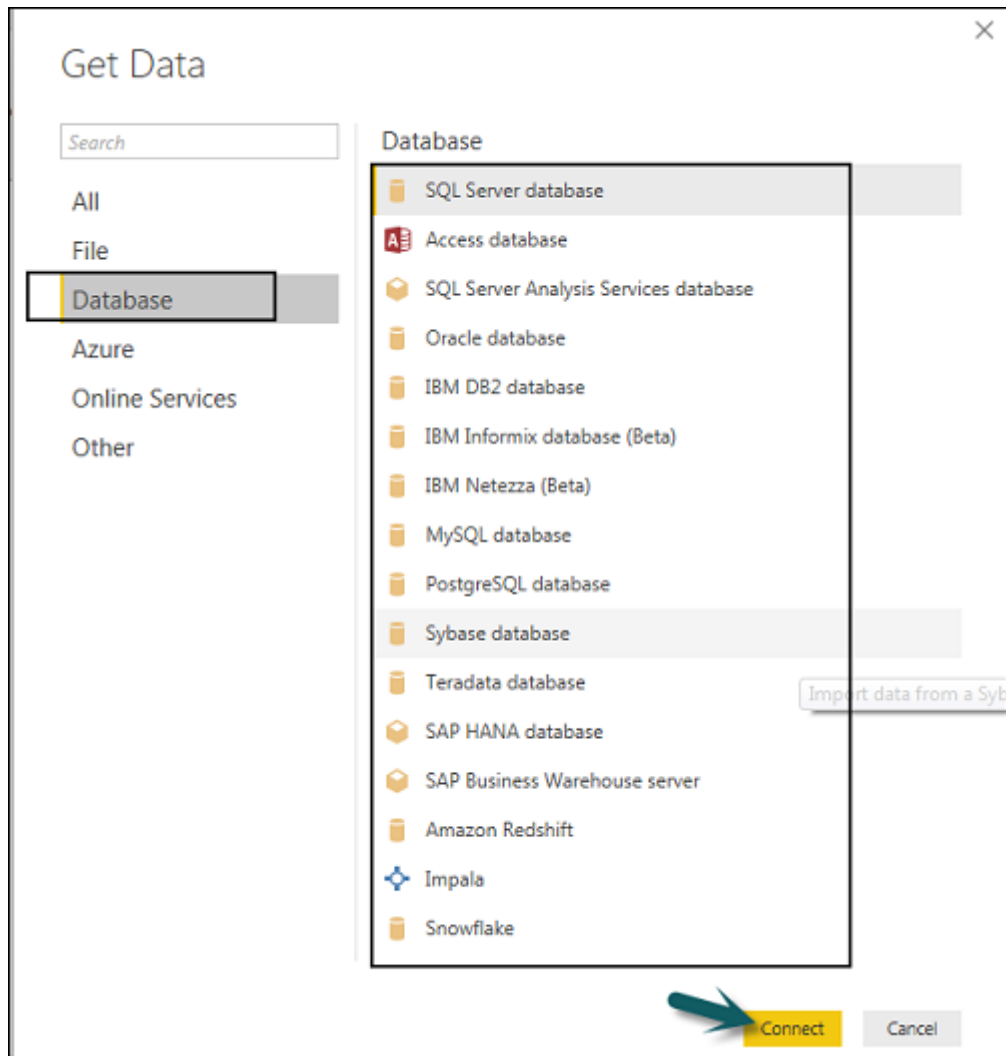 Get Data
Search
All
File
Database
Azure
Online Services
Other
Database
SQL Server database
Access database
SQL Server Analysis Services database
Oracle database
IBM DB2 database
IBM Informix database (Beta)
IBM Netezza (Beta)
MySQL database
PostgreSQL database
Sybase database
Teradata database
Import data from a Syb
SAP HANA database
SAP Business Warehouse server
Amazon Redshift
Impala
Snowflake
Connect
Cancel